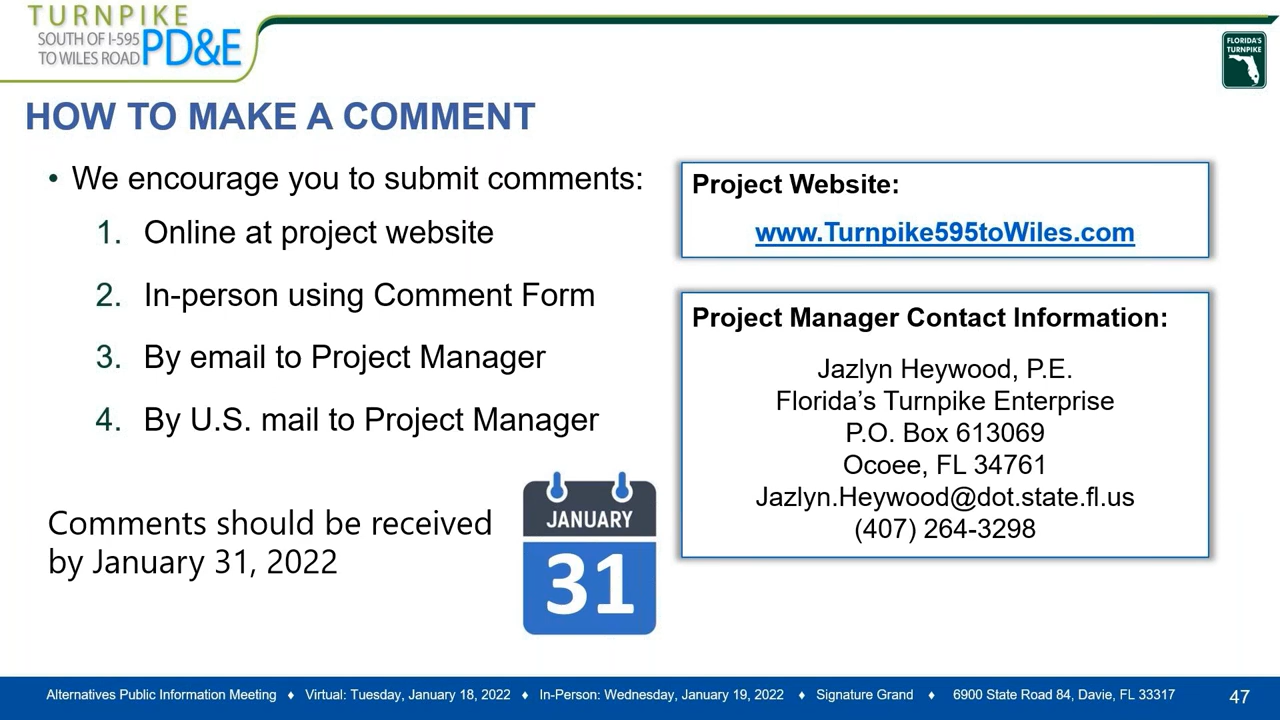 TURNPIKE
SOUTH OF I-595
TO WILES ROAD
PD&E
FLORIDA'S
TURNPIKE
HOW TO MAKE A COMMENT
• We encourage you to submit comments:
1. Online at project website
2. In-person using Comment Form
3. By email to Project Manager
4. By U.S. mail to Project Manager
Comments should be received
by January 31, 2022
JANUARY
31
Project Website:
www.Turnpike595toWiles.com
Project Manager Contact Information:
Jazlyn Heywood, P.E.
Florida’s Turnpike Enterprise
P.O. Box 613069
Ocoee, FL 34761
Jazlyn.Heywood@dot.state.fl.us
(407) 264-3298
Alternatives Public Information Meeting ♦ Virtual: Tuesday, January 18, 2022 ♦ In-Person: Wednesday, January 19, 2022 ♦ Signature Grand ♦ 6900 State Road 84, Davie, FL 33317
47